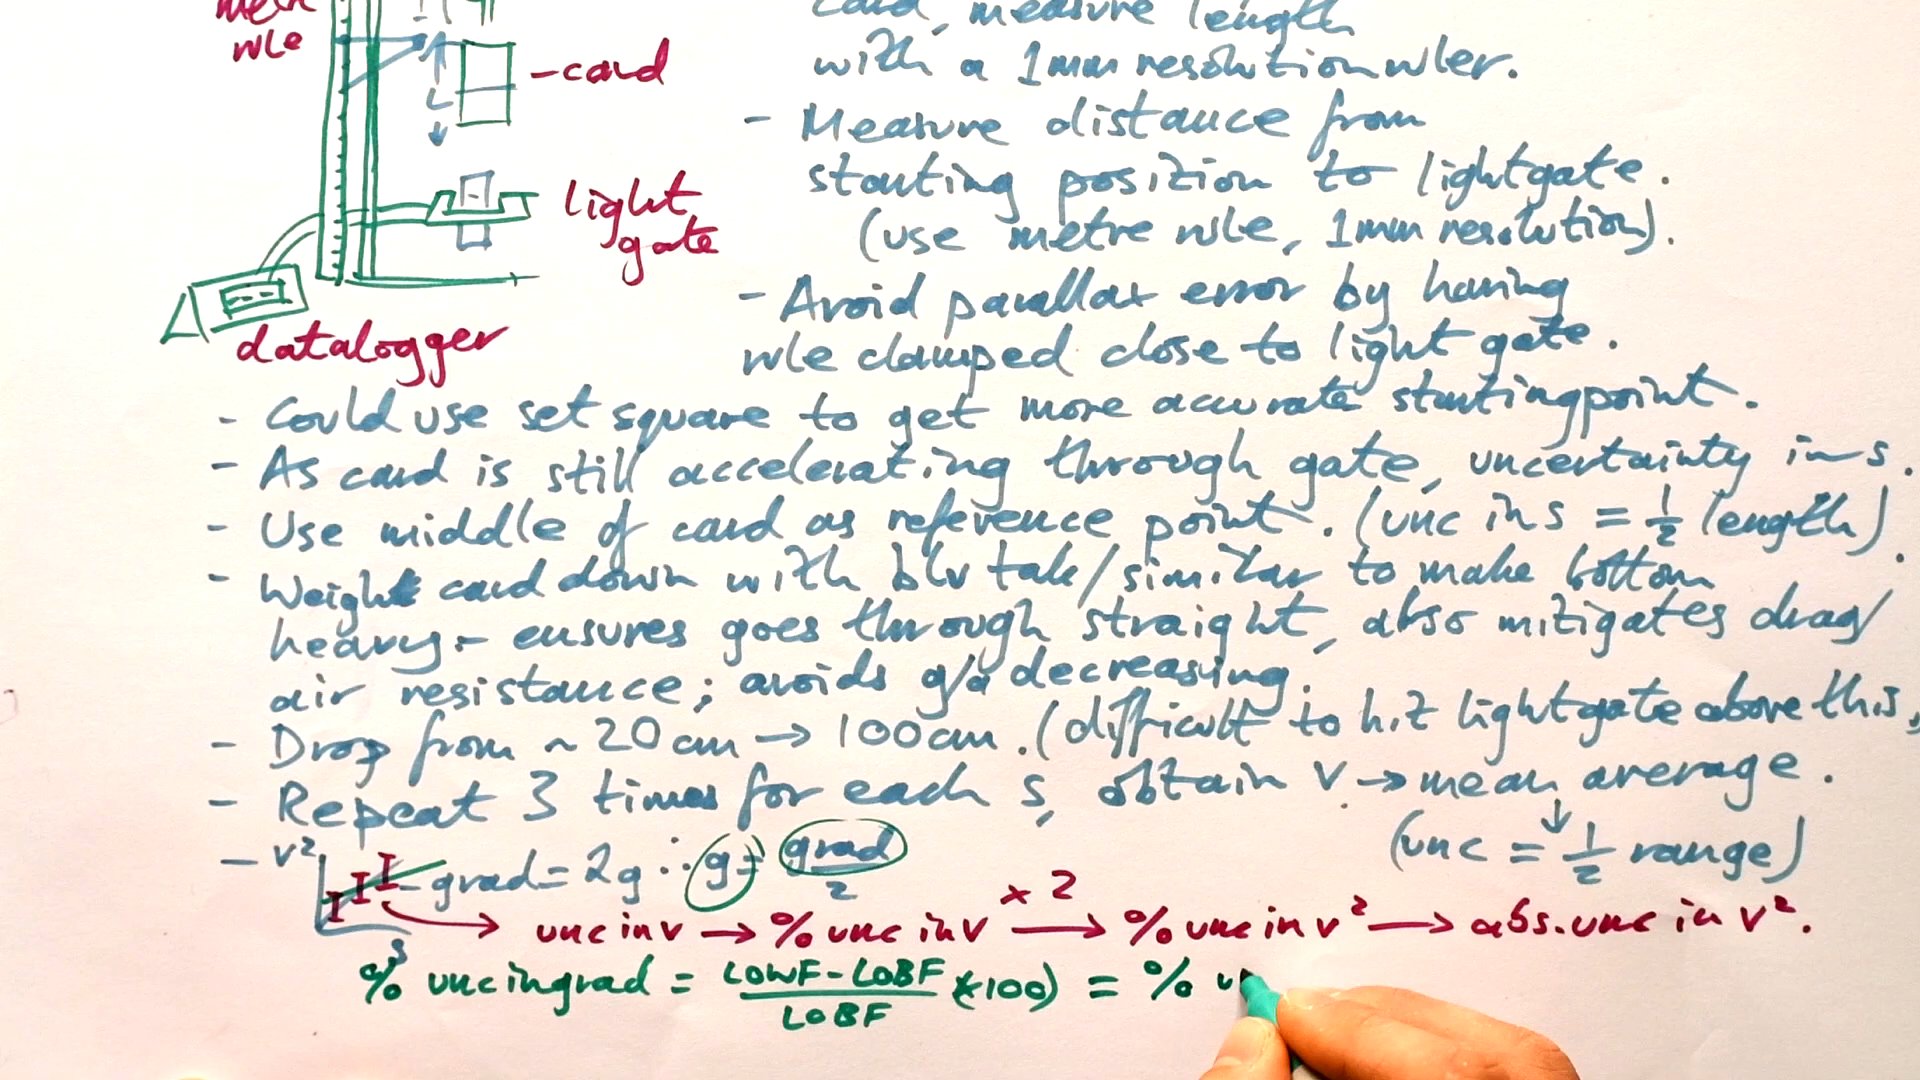 metre
rule
- card
L
light
gate
datalogger
card, measure length
with a 1mm resolution ruler.
- Measure distance from
starting position to lightgate.
(use metre rule, 1mm resolution).
- Avoid parallax error by having
rule clamped close to light gate.
- Could use set square to get more accurate starting point.
- As card is still accelerating through gate, uncertainty in s.
- Use middle of card as reference point. (unc in s = 1/2 length).
- Weight card down with blu tak/similar to make bottom
heavy - ensures goes through straight, also mitigates drag/
air resistance; avoids g/a decreasing.
- Drop from ~ 20cm → 100cm. (difficult to hit lightgate above this,
- Repeat 3 times for each s, obtain v → mean average.
(unc = 1/2 range)
- v² - grad = 2g ∴ g = grad/2
s
unc in v → % unc in v ×2 → % unc in v² → abs. unc in v².
% unc in grad = LOWF - LOBF / LOBF (×100) = % u